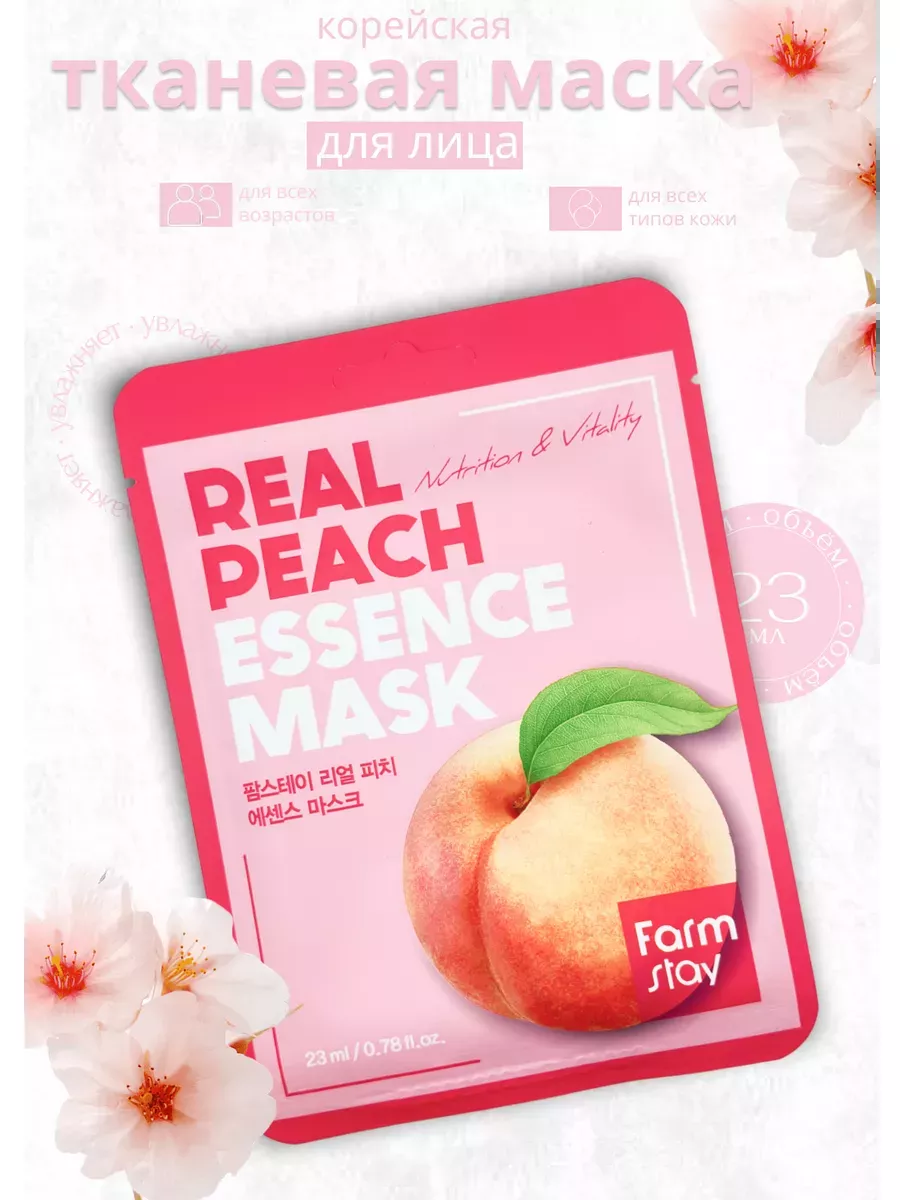 корейская
тканевая маска
для лица
для всех
возрастов
для всех
типов кожи
увлажняет · увлажняет
REAL
Nutrition & Vitality
PEACH
ESSENCE
MASK
объём · объём
23
мл
팜스테이 리얼 피치
에센스 마스크
Farm
stay
23 ml / 0.78 fl.oz.